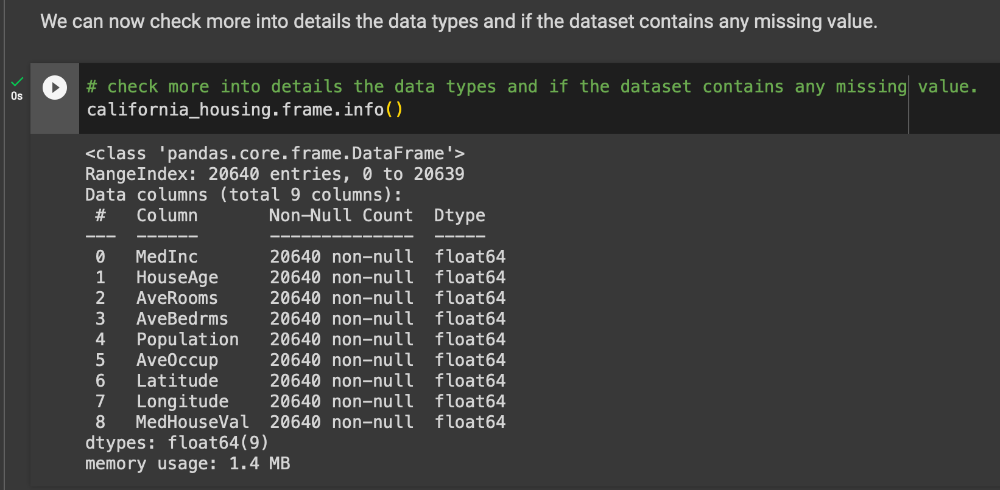 We can now check more into details the data types and if the dataset contains any missing value.
0s
# check more into details the data types and if the dataset contains any missing value.
california_housing.frame.info()
<class 'pandas.core.frame.DataFrame'>
RangeIndex: 20640 entries, 0 to 20639
Data columns (total 9 columns):
 #   Column       Non-Null Count  Dtype
---  ------       --------------  -----
 0   MedInc       20640 non-null  float64
 1   HouseAge     20640 non-null  float64
 2   AveRooms     20640 non-null  float64
 3   AveBedrms    20640 non-null  float64
 4   Population   20640 non-null  float64
 5   AveOccup     20640 non-null  float64
 6   Latitude     20640 non-null  float64
 7   Longitude    20640 non-null  float64
 8   MedHouseVal  20640 non-null  float64
dtypes: float64(9)
memory usage: 1.4 MB